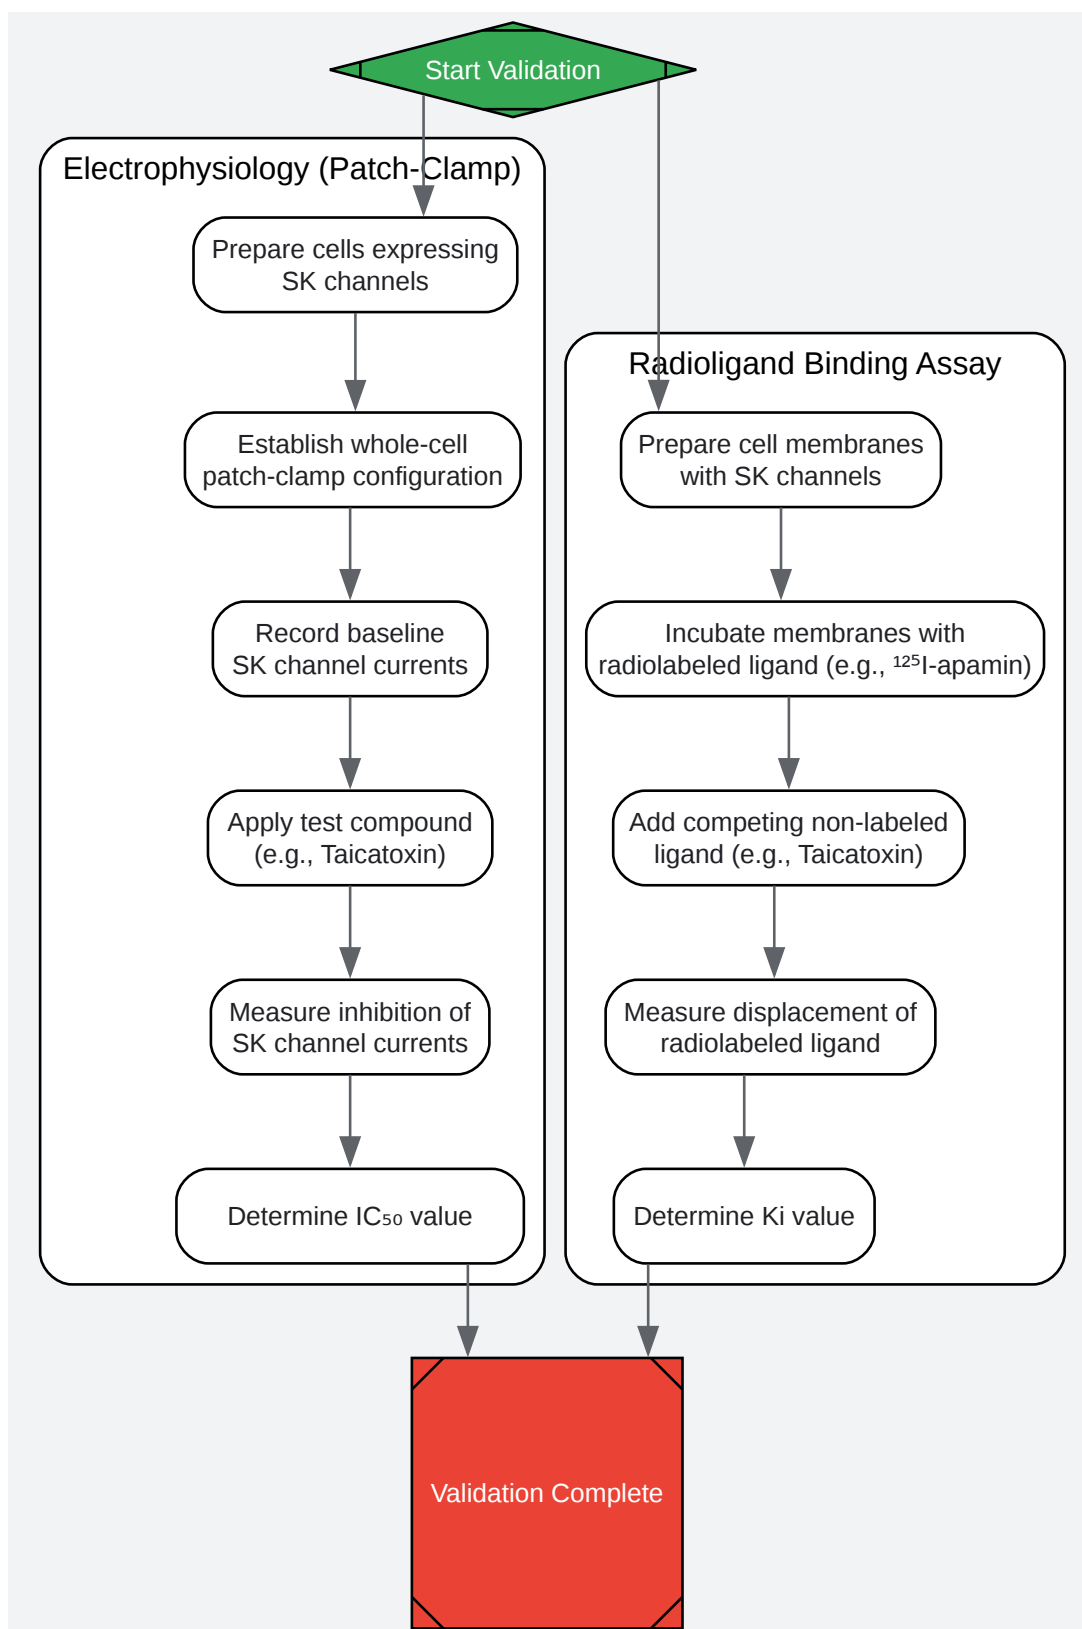 Start Validation
Electrophysiology (Patch-Clamp)
Prepare cells expressing
SK channels
Establish whole-cell
patch-clamp configuration
Record baseline
SK channel currents
Apply test compound
(e.g., Taicatoxin)
Measure inhibition of
SK channel currents
Determine IC₅₀ value
Radioligand Binding Assay
Prepare cell membranes
with SK channels
Incubate membranes with
radiolabeled ligand (e.g., ¹²⁵I-apamin)
Add competing non-labeled
ligand (e.g., Taicatoxin)
Measure displacement of
radiolabeled ligand
Determine Ki value
Validation Complete